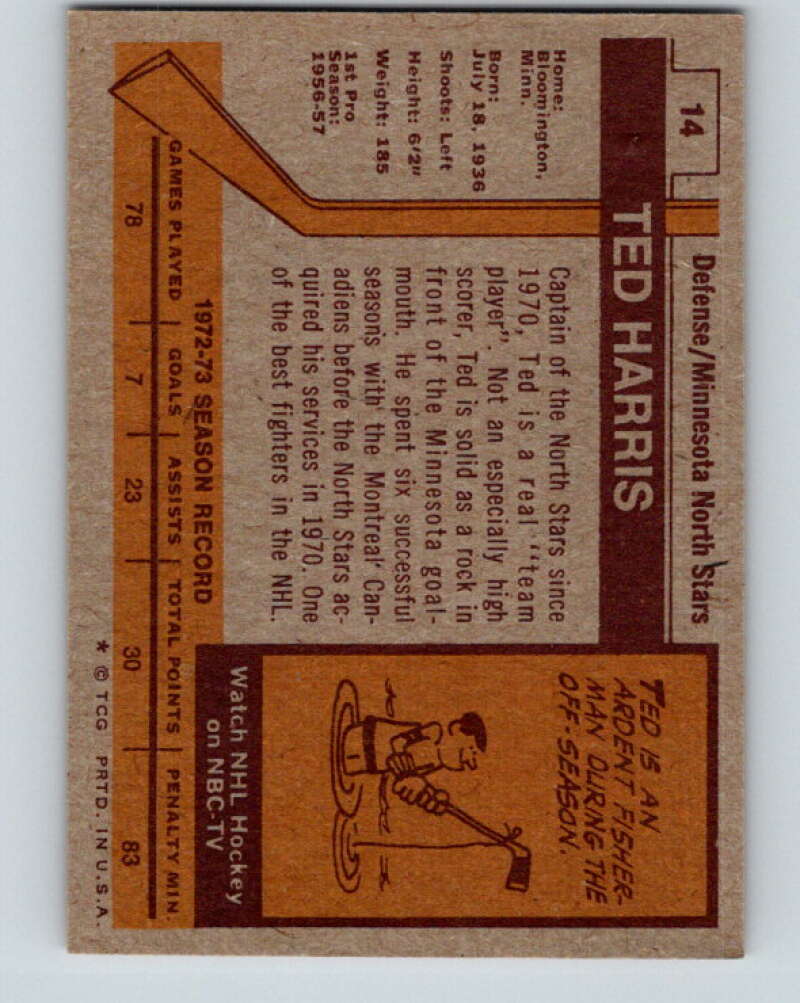 14
Defense/Minnesota North Stars
TED HARRIS
Home:
Bloomington,
Minn.
Born:
July 18, 1936
Shoots: Left
Height: 6'2"
Weight: 185
1st Pro
Season:
1956-57
Captain of the North Stars since
1970, Ted is a real "team
player". Not an especially high
scorer, Ted is solid as a rock in
front of the Minnesota goal-
mouth. He spent six successful
seasons with the Montreal Can-
adiens before the North Stars ac-
quired his services in 1970. One
of the best fighters in the NHL.
TED IS AN
ARDENT FISHER-
MAN DURING THE
OFF-SEASON.
Watch NHL Hockey
on NBC-TV
1972-73 SEASON RECORD
GAMES PLAYED | GOALS | ASSISTS | TOTAL POINTS | PENALTY MIN.
78 7 23 30 83
* © TCG PRTD. IN U.S.A.